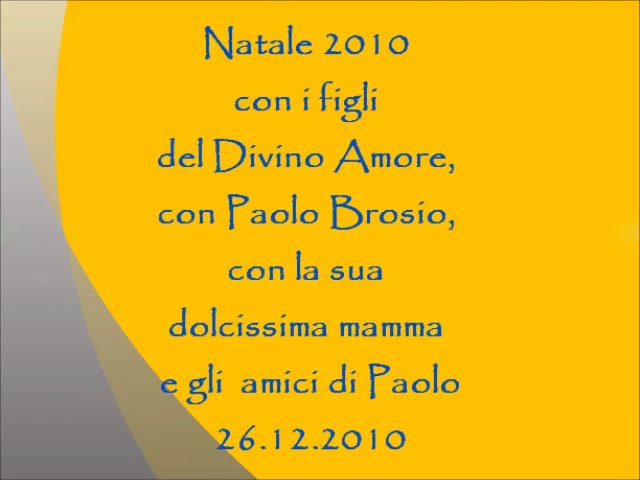 Natale 2010
con i figli
del Divino Amore,
con Paolo Brosio,
con la sua
dolcissima mamma
e gli amici di Paolo
26.12.2010